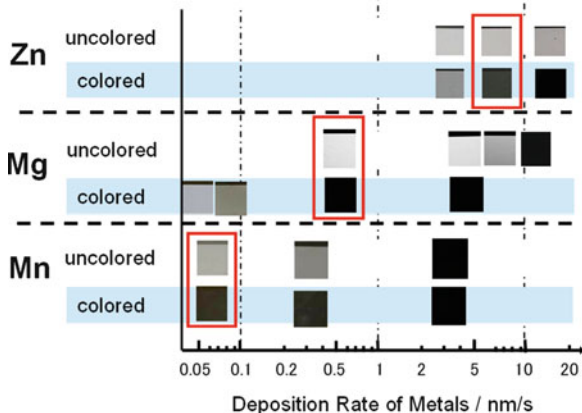 Zn
uncolored
colored
Mg
uncolored
colored
Mn
uncolored
colored
0.05 0.1 0.2 0.5 1 2 5 10 20
Deposition Rate of Metals / nm/s